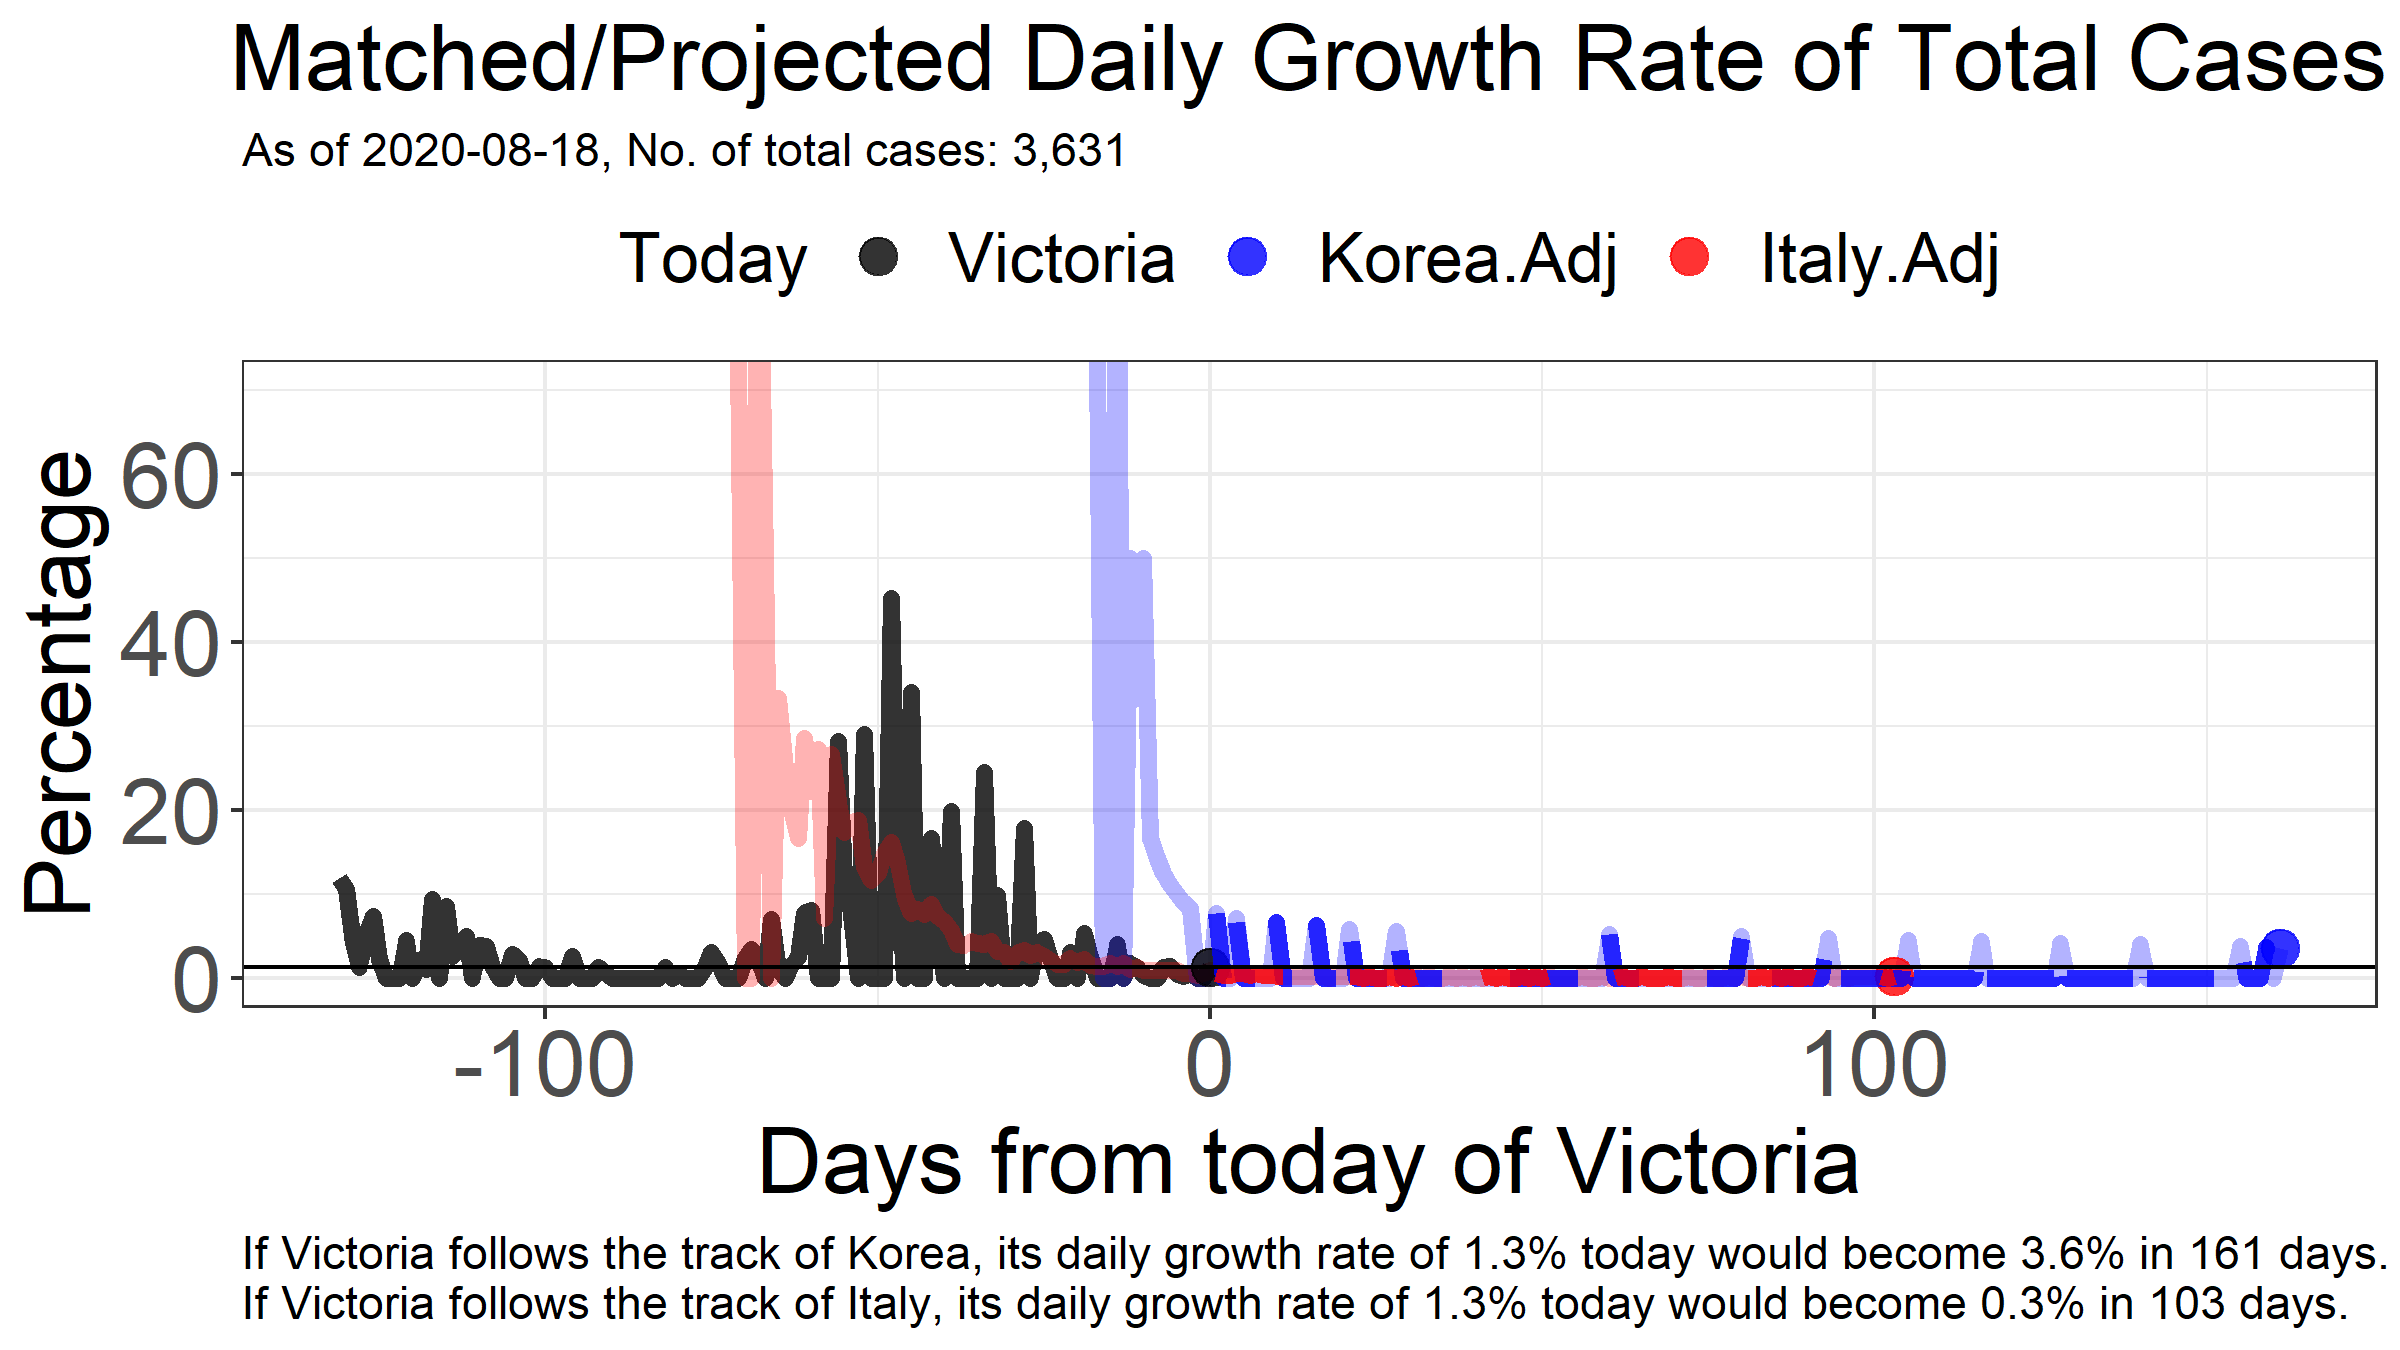 Matched/Projected Daily Growth Rate of Total Cases
As of 2020-08-18, No. of total cases: 3,631
Today Victoria Korea.Adj Italy.Adj
Percentage
60
40
20
0
-100 0 100
Days from today of Victoria
If Victoria follows the track of Korea, its daily growth rate of 1.3% today would become 3.6% in 161 days.
If Victoria follows the track of Italy, its daily growth rate of 1.3% today would become 0.3% in 103 days.